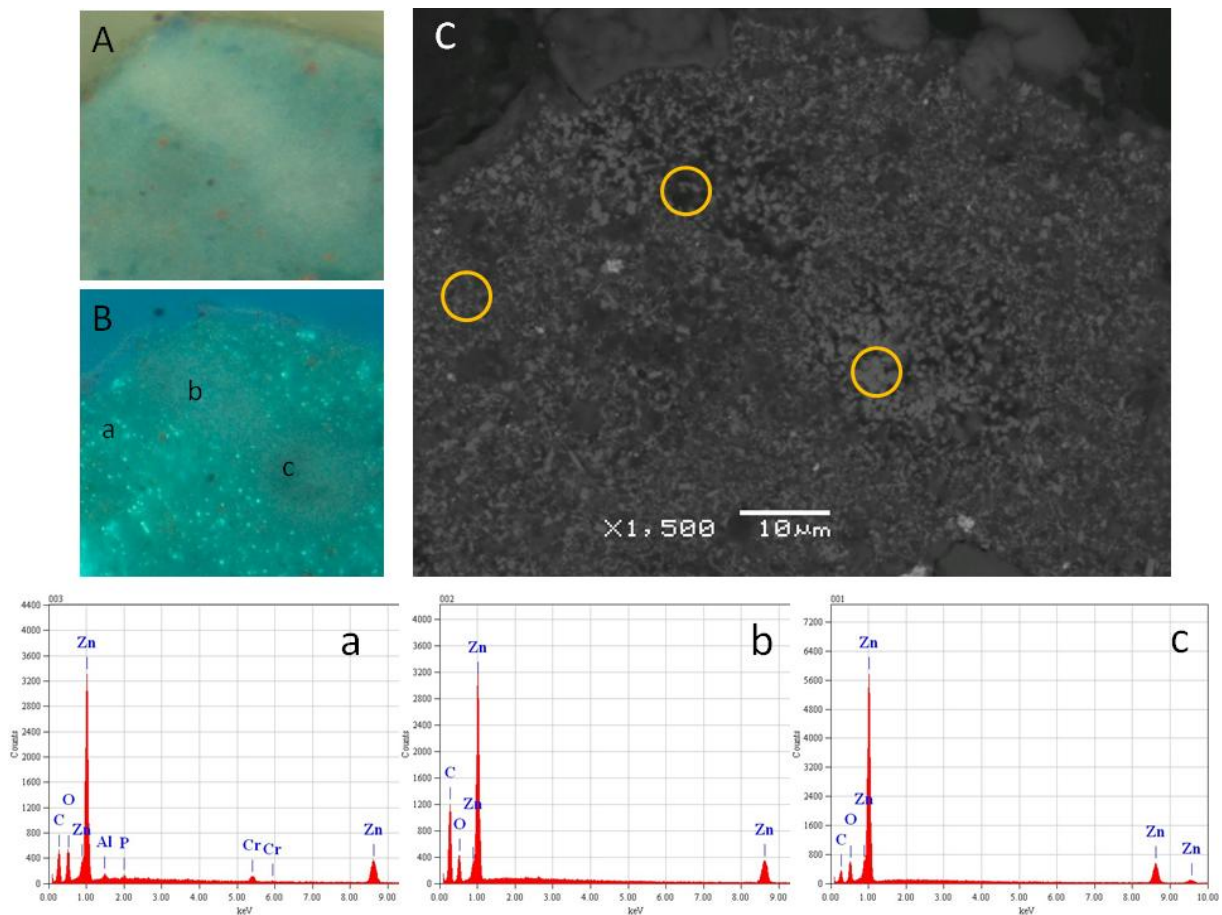 A
B
b
a
c
C
X1,500 10μm
003
a
4400
4000
3600
3200
2800
2400
2000
1600
1200
800
400
0
Counts
C
O
Zn
Zn
Al
P
Cr
Cr
Zn
0.00 1.00 2.00 3.00 4.00 5.00 6.00 7.00 8.00 9.00
keV
002
b
4000
3600
3200
2800
2400
2000
1600
1200
800
400
0
Counts
C
O
Zn
Zn
Zn
0.00 1.00 2.00 3.00 4.00 5.00 6.00 7.00 8.00 9.00
keV
001
c
7200
6400
5600
4800
4000
3200
2400
1600
800
0
Counts
C
O
Zn
Zn
Zn
Zn
0.00 1.00 2.00 3.00 4.00 5.00 6.00 7.00 8.00 9.00 10.00
keV